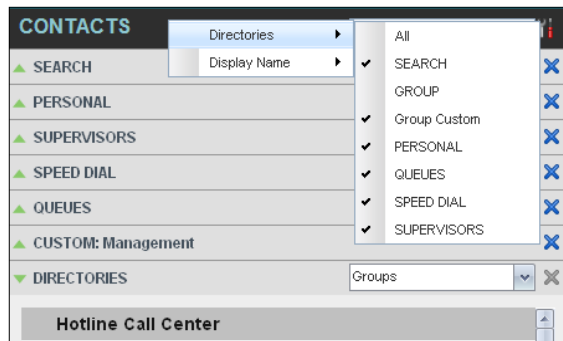 CONTACTS
Directories
Display Name
All
SEARCH
GROUP
Group Custom
PERSONAL
QUEUES
SPEED DIAL
SUPERVISORS
SEARCH
PERSONAL
SUPERVISORS
SPEED DIAL
QUEUES
CUSTOM: Management
DIRECTORIES
Groups
Hotline Call Center